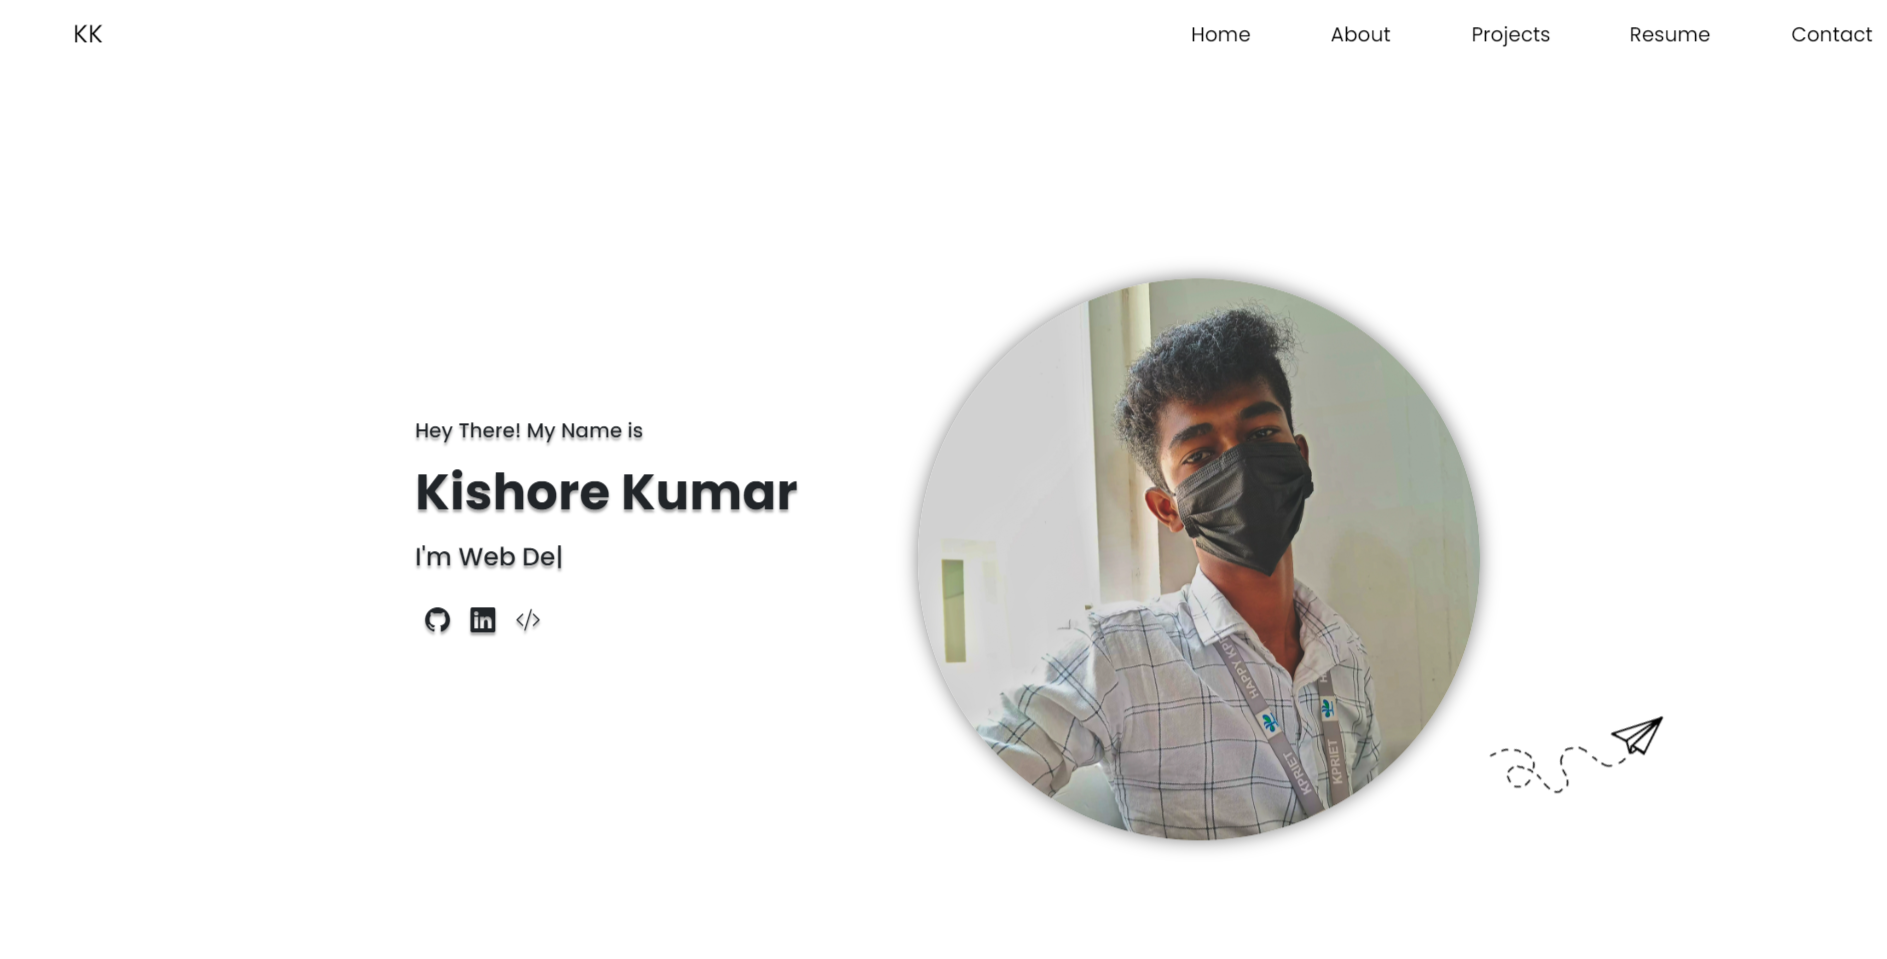 KK
Home
About
Projects
Resume
Contact
Hey There! My Name is
Kishore Kumar
I'm Web De|
in
</>
HAPPY KP
KPRIET
H
KPRIET